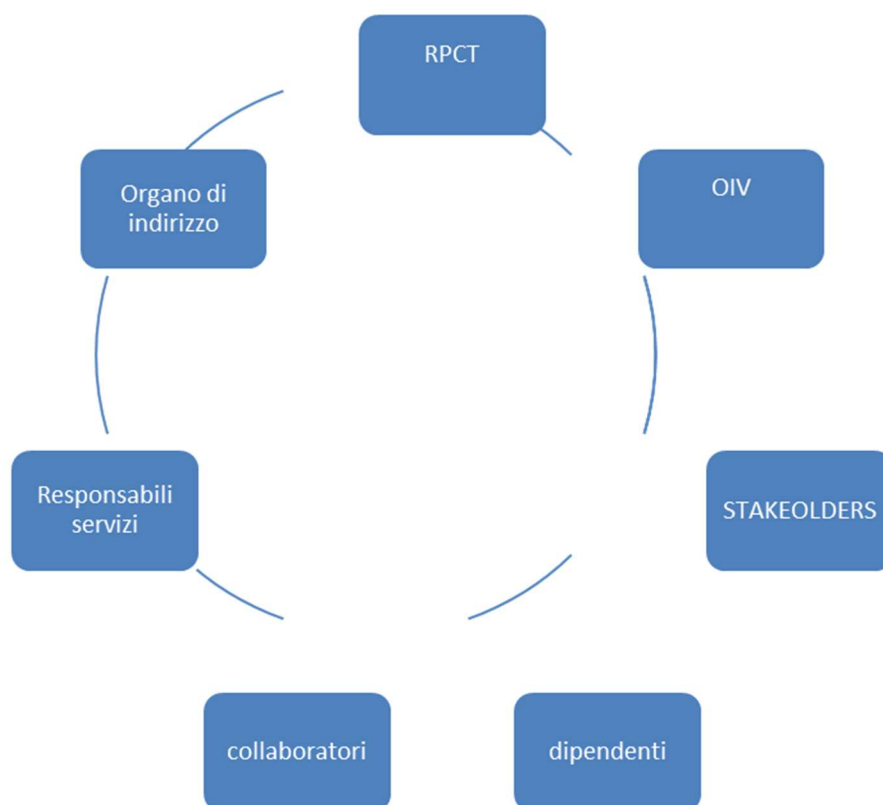 RPCT
OIV
STAKEOLDERS
dipendenti
collaboratori
Responsabili
servizi
Organo di
indirizzo